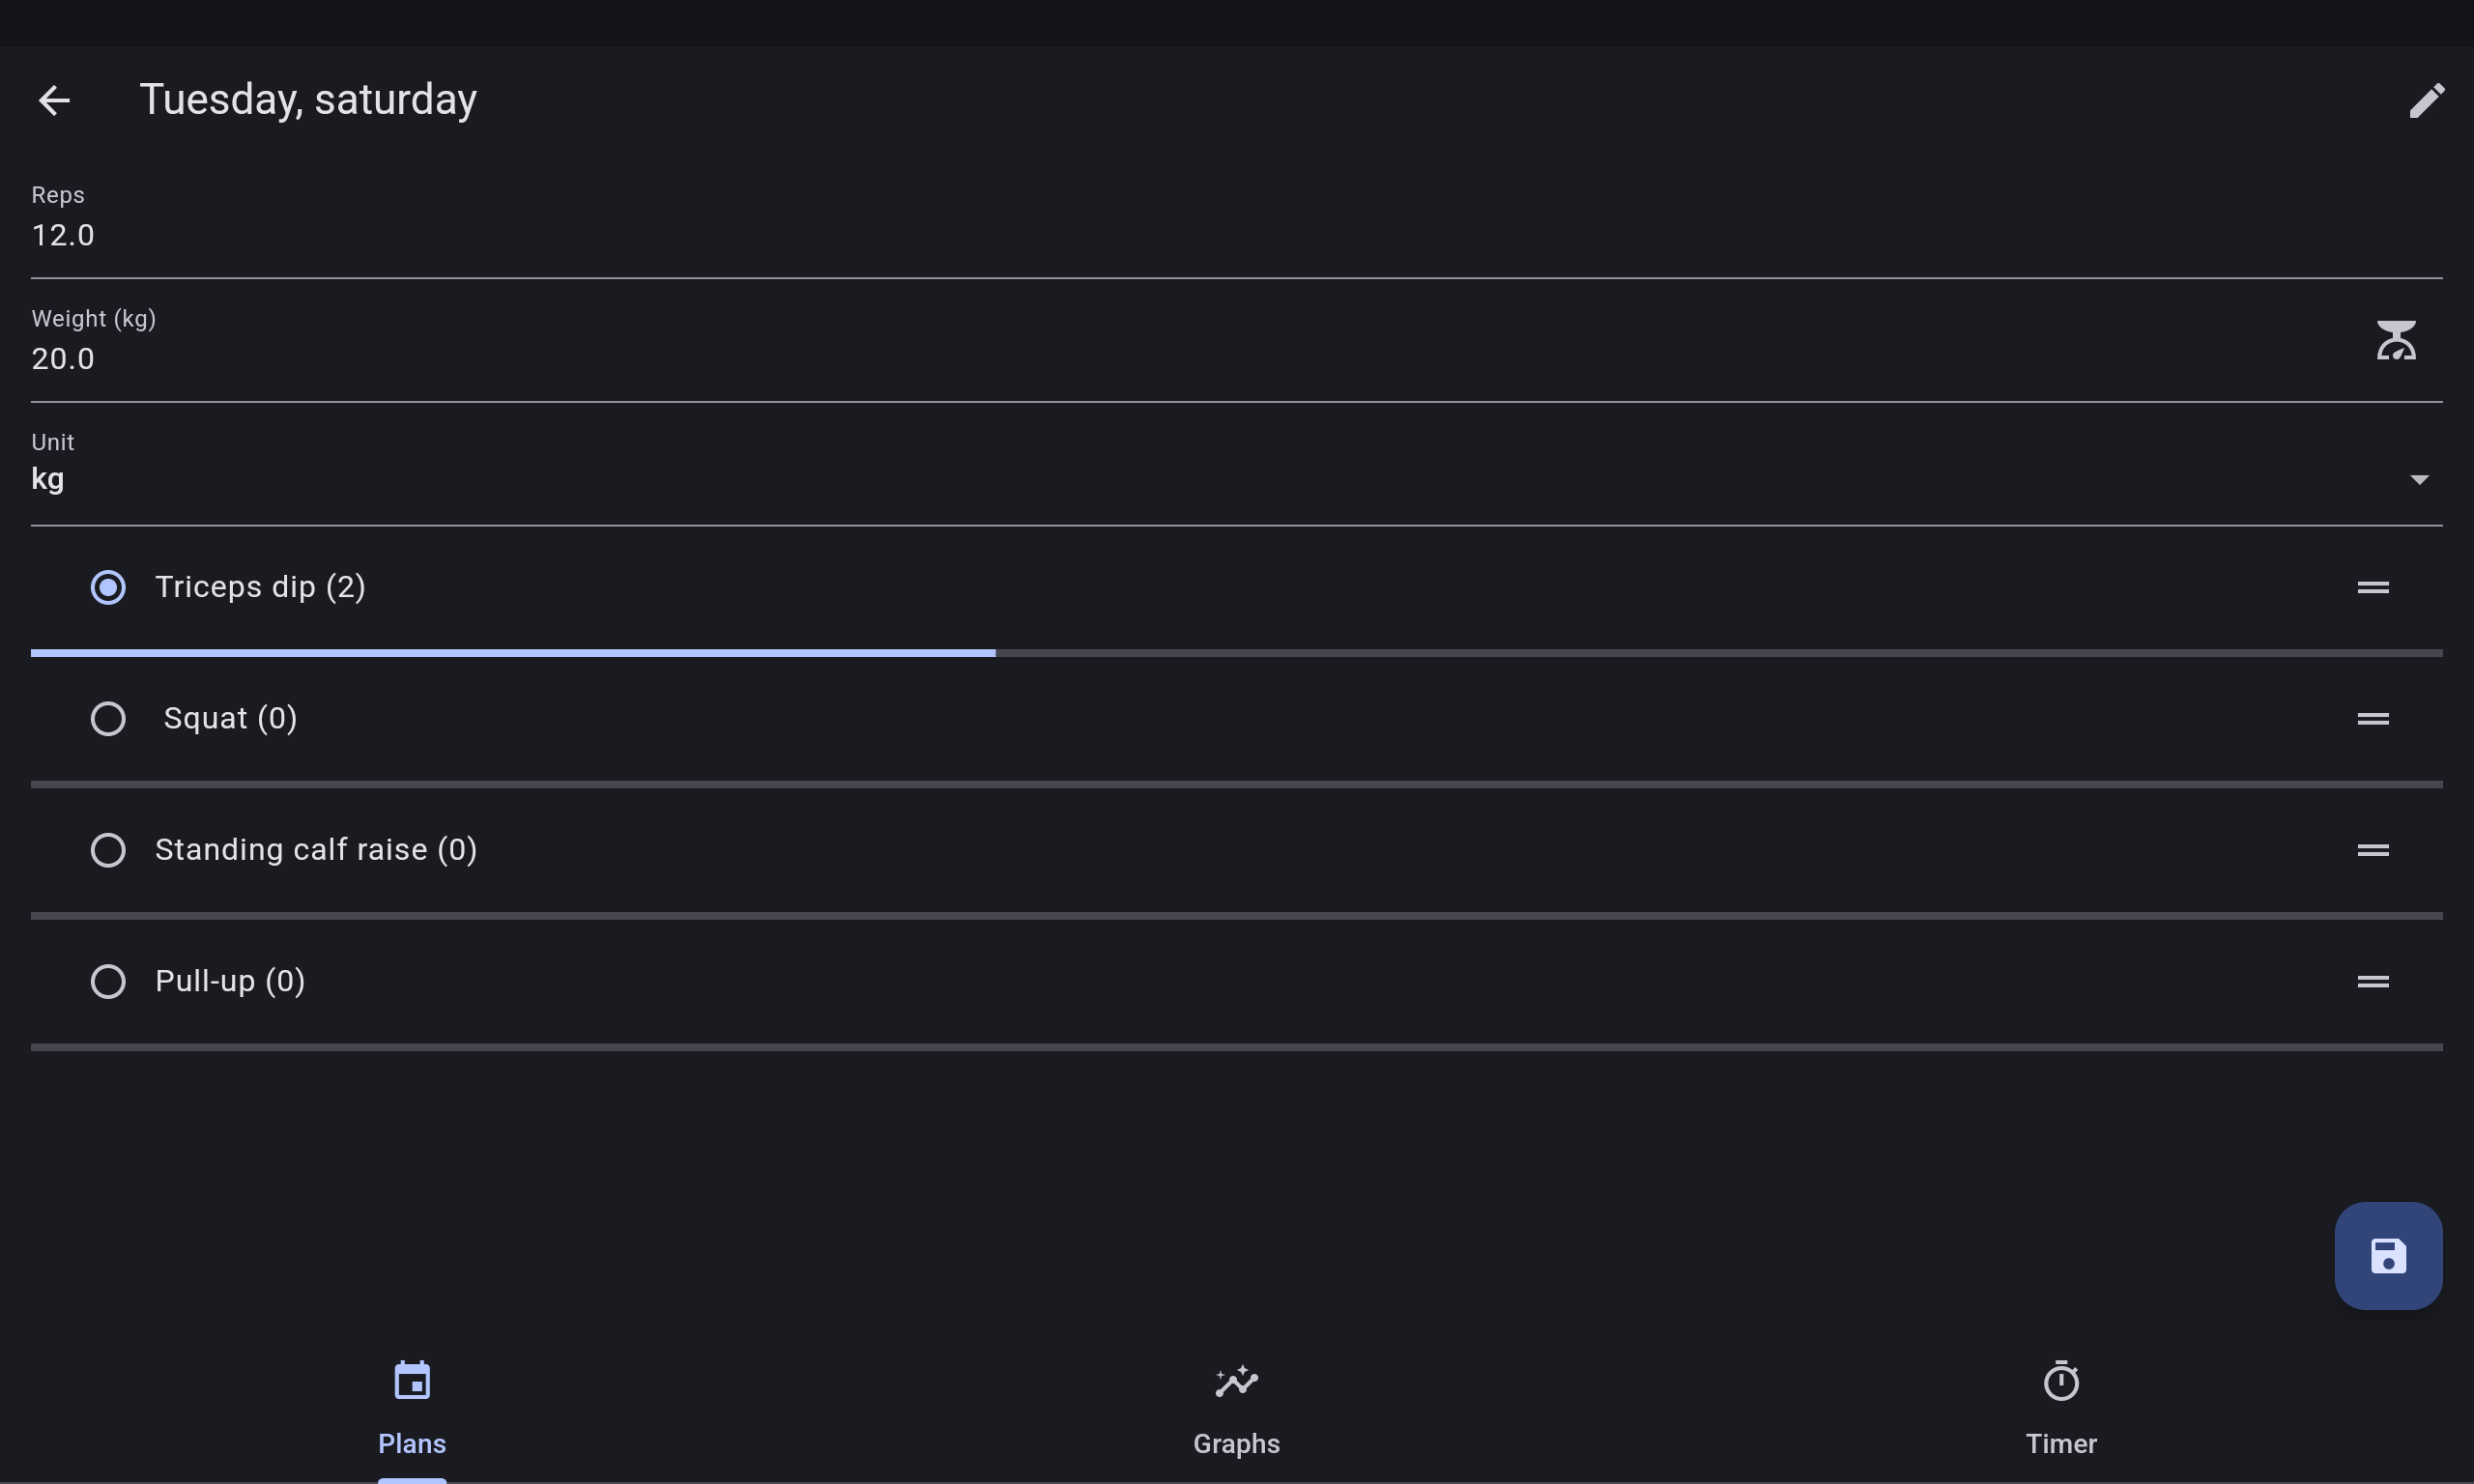 Tuesday, saturday
Reps
12.0
Weight (kg)
20.0
Unit
kg
Triceps dip (2)
Squat (0)
Standing calf raise (0)
Pull-up (0)
Plans
Graphs
Timer